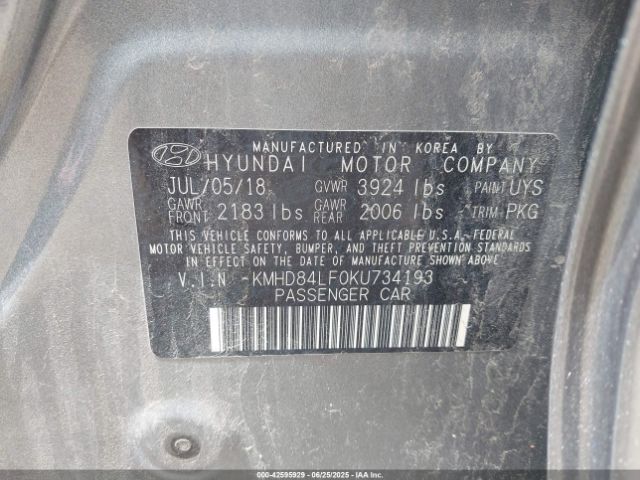 MANUFACTURED IN KOREA BY
HYUNDAI MOTOR COMPANY
JUL/05/18 GVWR 3924 lbs PAINT UYS
GAWR FRONT 2183 lbs GAWR REAR 2006 lbs TRIM PKG
THIS VEHICLE CONFORMS TO ALL APPLICABLE U.S.A. FEDERAL
MOTOR VEHICLE SAFETY, BUMPER, AND THEFT PREVENTION STANDARDS
IN EFFECT ON THE DATE OF MANUFACTURE SHOWN ABOVE
V.I.N KMHD84LF0KU734193
PASSENGER CAR
000-42595929 - 06/25/2025 - IAAI.COM